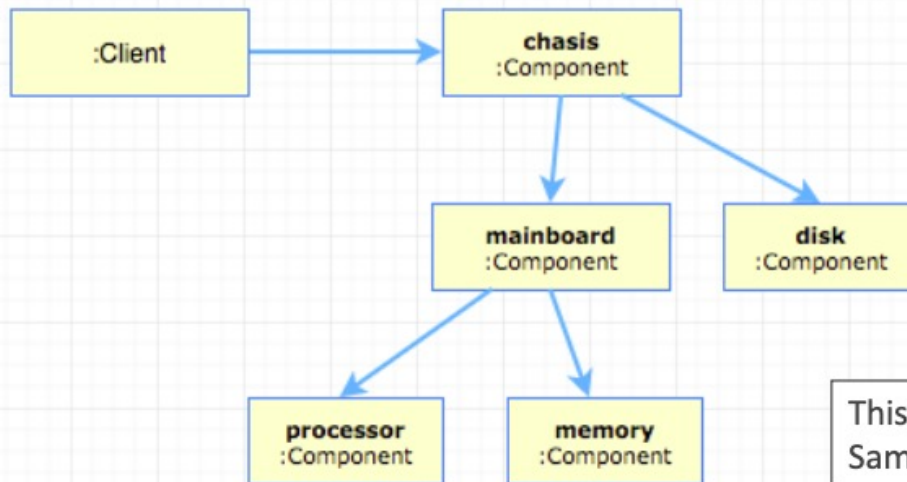 :Client
chasis
:Component
mainboard
:Component
disk
:Component
processor
:Component
memory
:Component
This
Sam